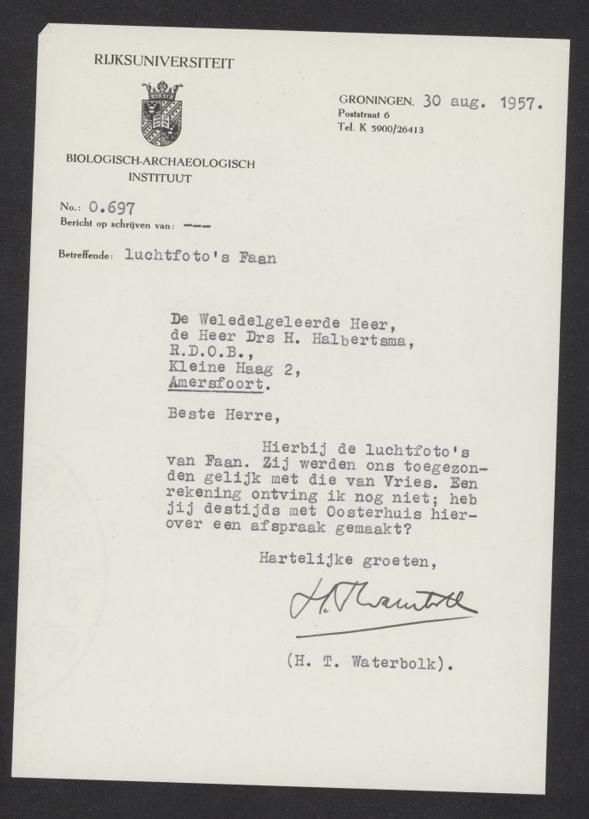 RIJKSUNIVERSITEIT
BIOLOGISCH-ARCHAEOLOGISCH
INSTITUUT
GRONINGEN, 30 aug. 1957.
Poststraat 6
Tel. K 5900/26413
No.: 0.697
Bericht op schrijven van: ---
Betreffende: luchtfoto's Faan
De Weledelgeleerde Heer,
de Heer Drs H. Halbertsma,
R.D.O.B.,
Kleine Haag 2,
Amersfoort.
Beste Herre,
Hierbij de luchtfoto's
van Faan. Zij werden ons toegezon-
den gelijk met die van Vries. Een
rekening ontving ik nog niet; heb
jij destijds met Oosterhuis hier-
over een afspraak gemaakt?
Hartelijke groeten,
H.T. Waterbolk
(H. T. Waterbolk).